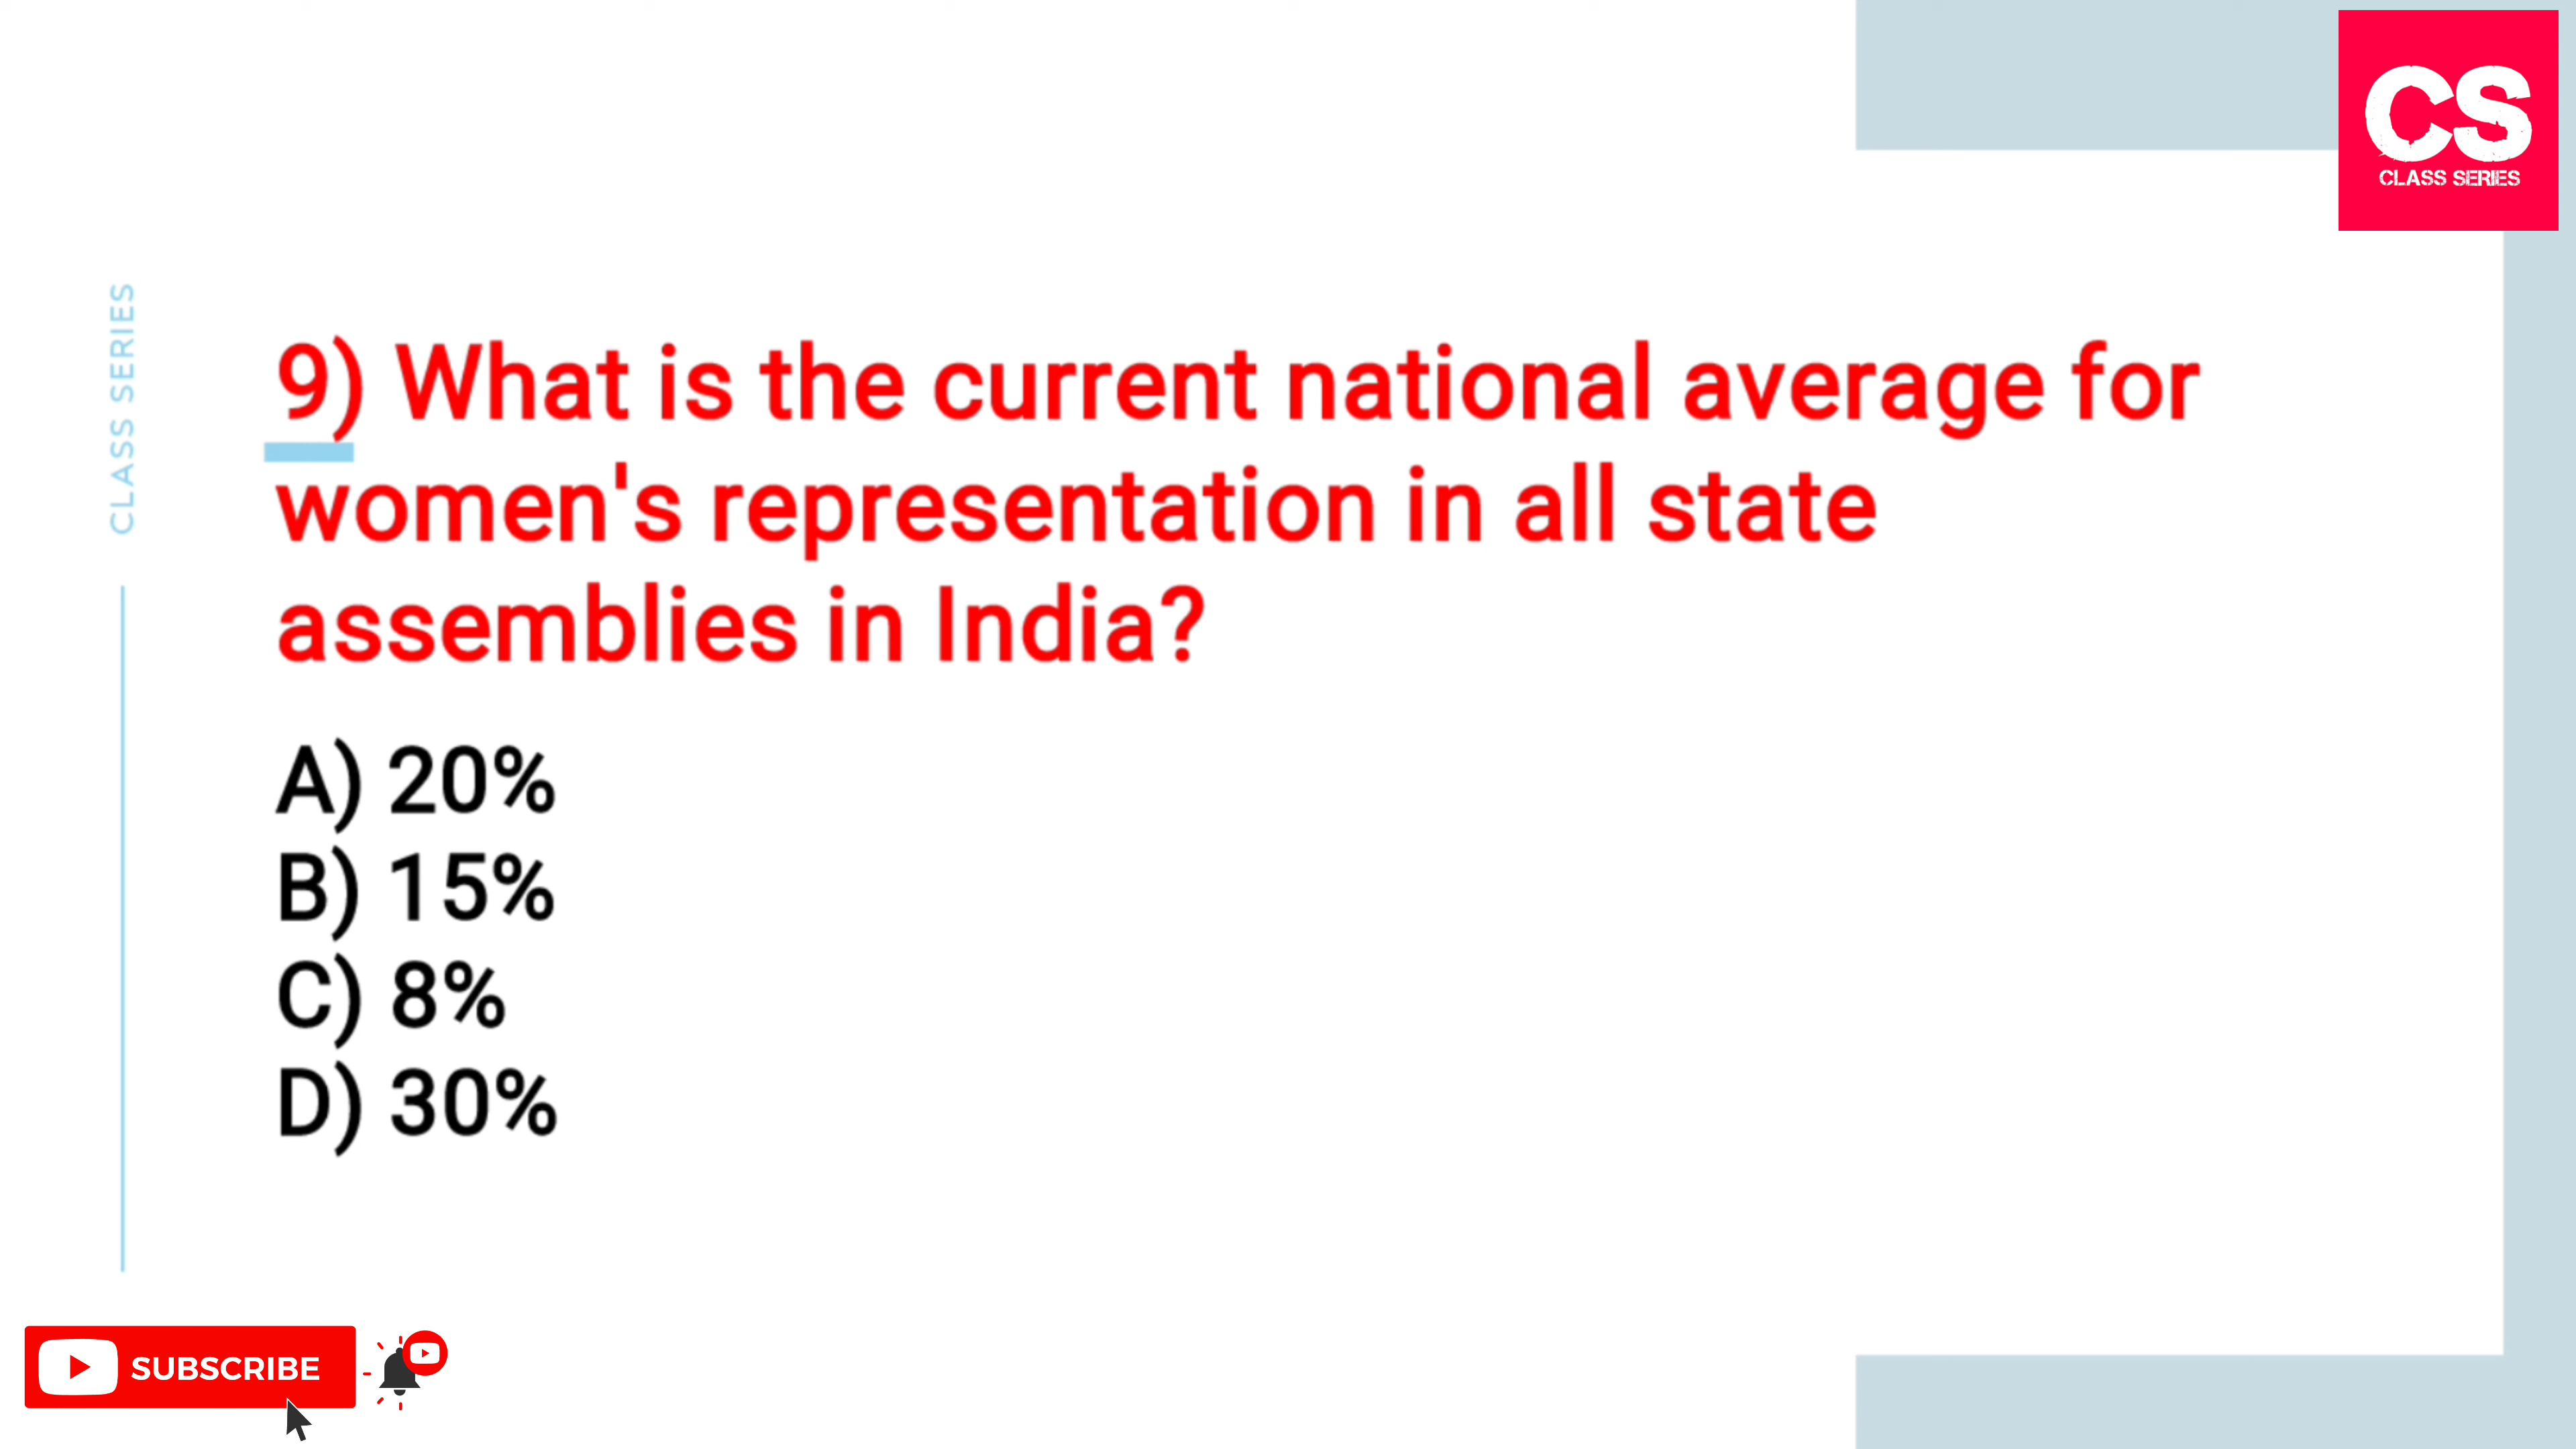 CS
CLASS SERIES
CLASS SERIES
9) What is the current national average for
women's representation in all state
assemblies in India?
A) 20%
B) 15%
C) 8%
D) 30%
SUBSCRIBE